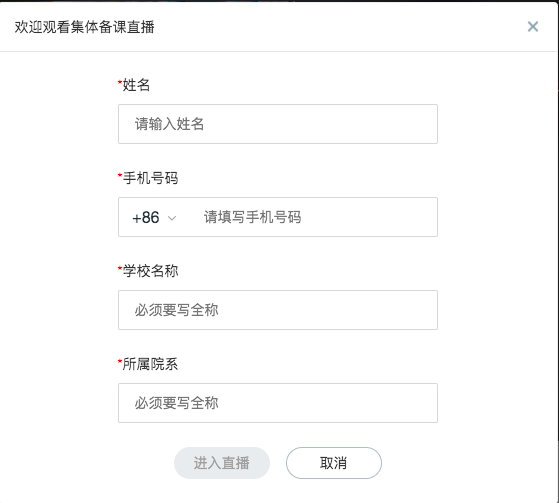 欢迎观看集体备课直播
*姓名
请输入姓名
*手机号码
+86 请填写手机号码
*学校名称
必须要写全称
*所属院系
必须要写全称
进入直播 取消